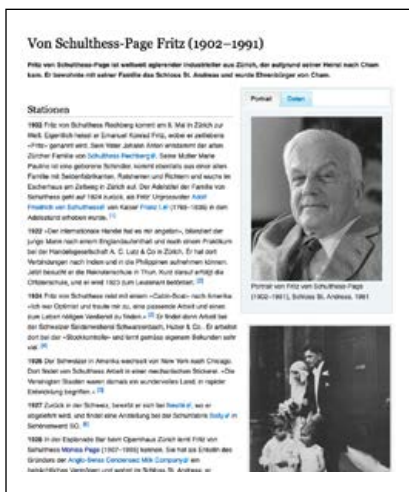 Von Schulthess-Page Fritz (1902–1991)
Fritz von Schulthess-Page ist weltweit agierender Industrieller aus Zürich, der aufgrund seiner Heirat nach Cham
kam. Er bewohnte mit seiner Familie das Schloss St. Andreas und wurde Ehrenbürger von Cham.
Portrait Daten
Stationen
1902 Fritz von Schulthess Rechberg kommt am 8. Mai in Zürich zur
Welt. Eigentlich heisst er Emanuel Konrad Fritz, wobei er zeitlebens
«Fritz» genannt wird. Sein Vater Johann Anton entstammt der alten
Zürcher Familie von Schulthess Rechberg. Seine Mutter Marie
Pauline ist eine geborene Schindler, kommt ebenfalls aus einer alten
Familie mit Seidenfabrikanten, Ratsherren und Richtern und wuchs im
Escherhaus am Zeltweg in Zürich auf. Der Adelstitel der Familie von
Schulthess geht auf 1824 zurück, als Fritz' Urgrossvater Adolf
Friedrich von Schulthess von Kaiser Franz I. (1768–1835) in den
Adelsstand erhoben wurde. [1]
1922 «Der internationale Handel hat es mir angetan», bilanziert der
junge Mann nach einem Englandaufenthalt und nach einem Praktikum
bei der Handelsgesellschaft A. C. Lutz & Co in Zürich. Er hat dort
Verbindungen nach Indien und in die Philippinen aufnehmen können.
Jetzt besucht er die Rekrutenschule in Thun. Kurz darauf erfolgt die
Offiziersschule, und er wird 1923 zum Leutnant befördert. [2]
1924 Fritz von Schulthess reist mit einem «Cabin-Boat» nach Amerika:
«Ich war Optimist und traute mir zu, eine passende Arbeit und einen
zum Leben nötigen Verdienst zu finden.» [3] Er findet dann Arbeit bei
der Schweizer Seidenfirma Schwarzenbach, Huber & Co. Er arbeitet
dort bei der «Stockkontrolle» und lernt gemäss eigenem Bekunden sehr
viel. [4]
1926 Der Schweizer in Amerika wechselt von New York nach Chicago.
Dort findet von Schulthess Arbeit in einer mechanischen Stickerei. «Die
Vereinigten Staaten waren damals ein wundervolles Land, in rapider
Entwicklung begriffen.» [5]
1927 Zurück in der Schweiz, bewirbt er sich bei Nestlé, wo er
abgelehnt wird, und findet eine Anstellung bei der Schuhfabrik Bally in
Schönenwerd SO. [6]
1928 In der Esplanade Bar beim Opernhaus Zürich lernt Fritz von
Schulthess Monica Page (1907–1965) kennen. Sie hat als Enkelin des
Gründers der Anglo-Swiss Condensed Milk Company ein
beträchtliches Vermögen und wohnt im Schloss St. Andreas, er
Portrait von Fritz von Schulthess-Page
(1902–1991), Schloss St. Andreas, 1981